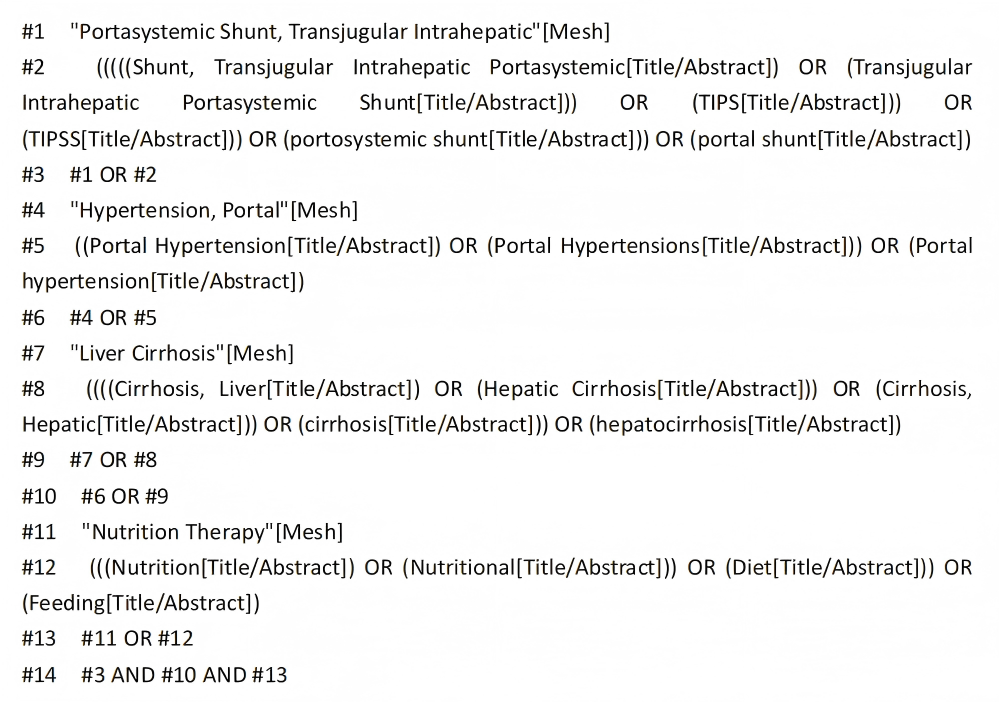 #1 "Portasystemic Shunt, Transjugular Intrahepatic"[Mesh]
#2 (((((Shunt, Transjugular Intrahepatic Portasystemic[Title/Abstract]) OR (Transjugular
Intrahepatic Portasystemic Shunt[Title/Abstract])) OR (TIPS[Title/Abstract])) OR
(TIPSS[Title/Abstract])) OR (portosystemic shunt[Title/Abstract])) OR (portal shunt[Title/Abstract])
#3 #1 OR #2
#4 "Hypertension, Portal"[Mesh]
#5 ((Portal Hypertension[Title/Abstract]) OR (Portal Hypertensions[Title/Abstract])) OR (Portal
hypertension[Title/Abstract])
#6 #4 OR #5
#7 "Liver Cirrhosis"[Mesh]
#8 ((((Cirrhosis, Liver[Title/Abstract]) OR (Hepatic Cirrhosis[Title/Abstract])) OR (Cirrhosis,
Hepatic[Title/Abstract])) OR (cirrhosis[Title/Abstract])) OR (hepatocirrhosis[Title/Abstract])
#9 #7 OR #8
#10 #6 OR #9
#11 "Nutrition Therapy"[Mesh]
#12 (((Nutrition[Title/Abstract]) OR (Nutritional[Title/Abstract])) OR (Diet[Title/Abstract])) OR
(Feeding[Title/Abstract])
#13 #11 OR #12
#14 #3 AND #10 AND #13